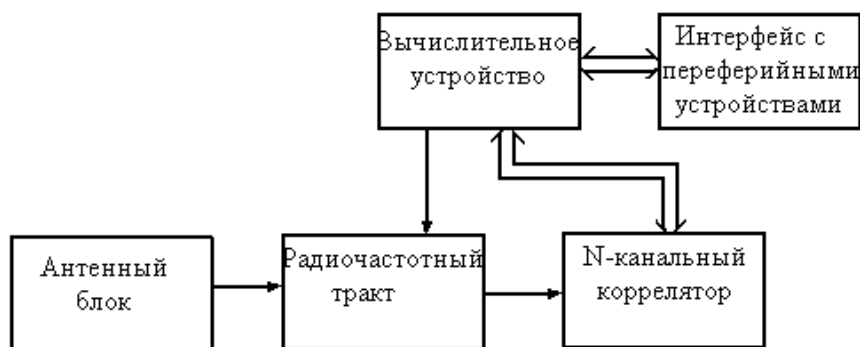 Вычислительное
устройство
Интерфейс с
переферийными
устройствами
Антенный
блок
Радиочастотный
тракт
N-канальный
коррелятор